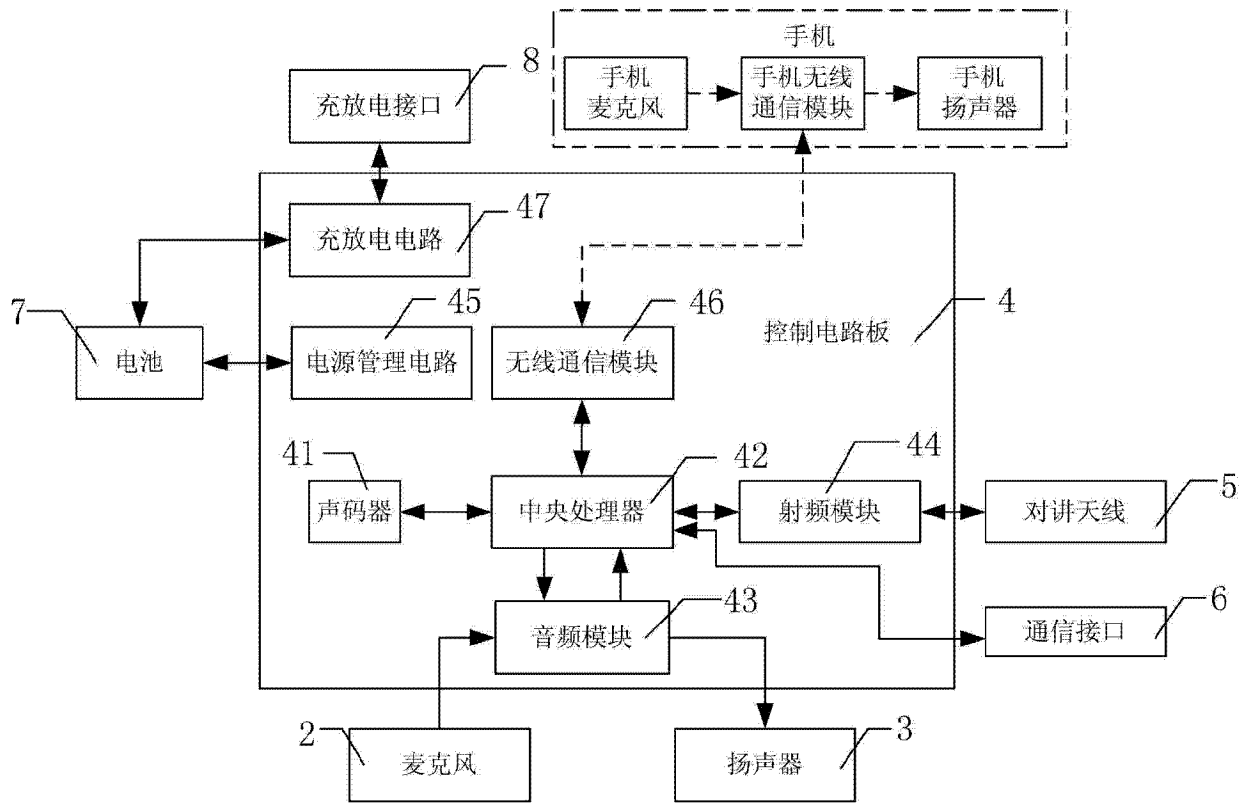 手机
8
手机
麦克风
手机无线
通信模块
手机
扬声器
充放电接口
47
充放电电路
7
45
46
4
电池
电源管理电路
无线通信模块
控制电路板
41
42
44
5
声码器
中央处理器
射频模块
对讲天线
43
6
音频模块
通信接口
2
3
麦克风
扬声器